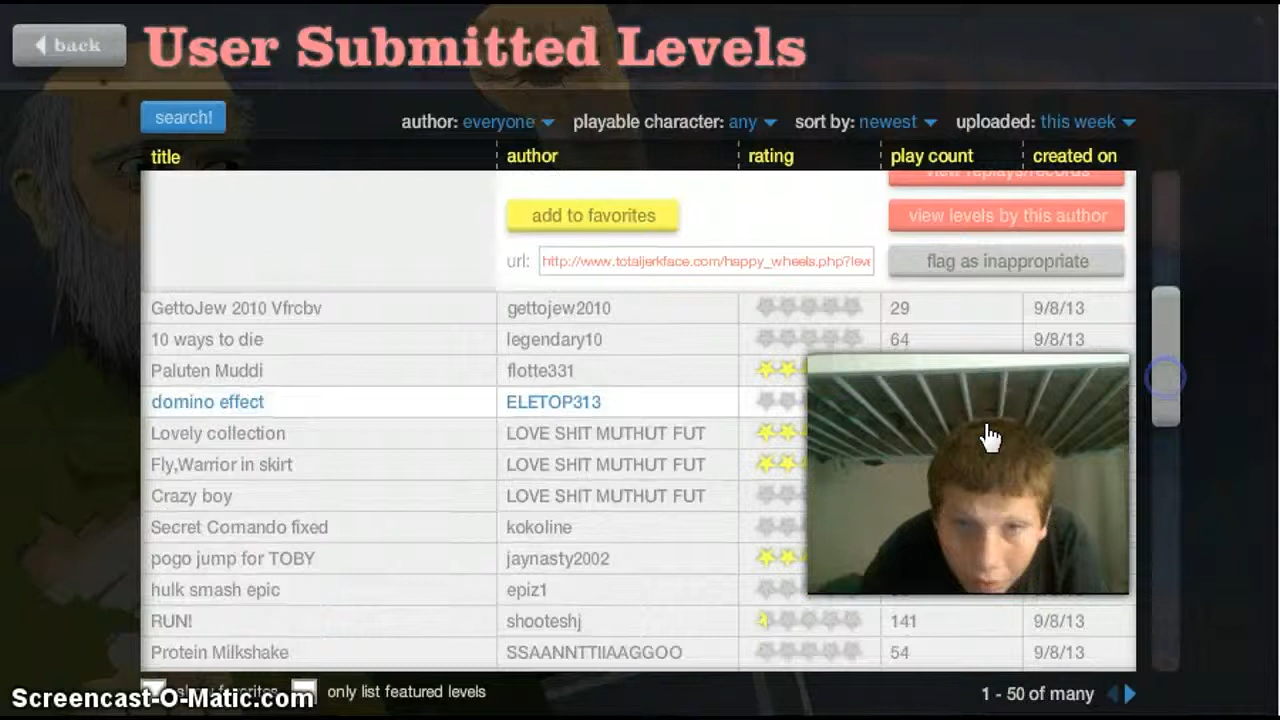 back
User Submitted Levels
search!
author: everyone playable character: any sort by: newest uploaded: this week
title author rating play count created on
view replays/records
add to favorites view levels by this author
url: http://www.totaljerkface.com/happy_wheels.php?leve flag as inappropriate
GettoJew 2010 Vfrcbv gettojew2010 29 9/8/13
10 ways to die legendary10 64 9/8/13
Paluten Muddi flotte331
domino effect ELETOP313
Lovely collection LOVE SHIT MUTHUT FUT
Fly,Warrior in skirt LOVE SHIT MUTHUT FUT
Crazy boy LOVE SHIT MUTHUT FUT
Secret Comando fixed kokoline
pogo jump for TOBY jaynasty2002
hulk smash epic epiz1
RUN! shooteshj 141 9/8/13
Protein Milkshake SSAANNTTIIAAGGOO 54 9/8/13
only list featured levels 1 - 50 of many
Screencast-O-Matic.com